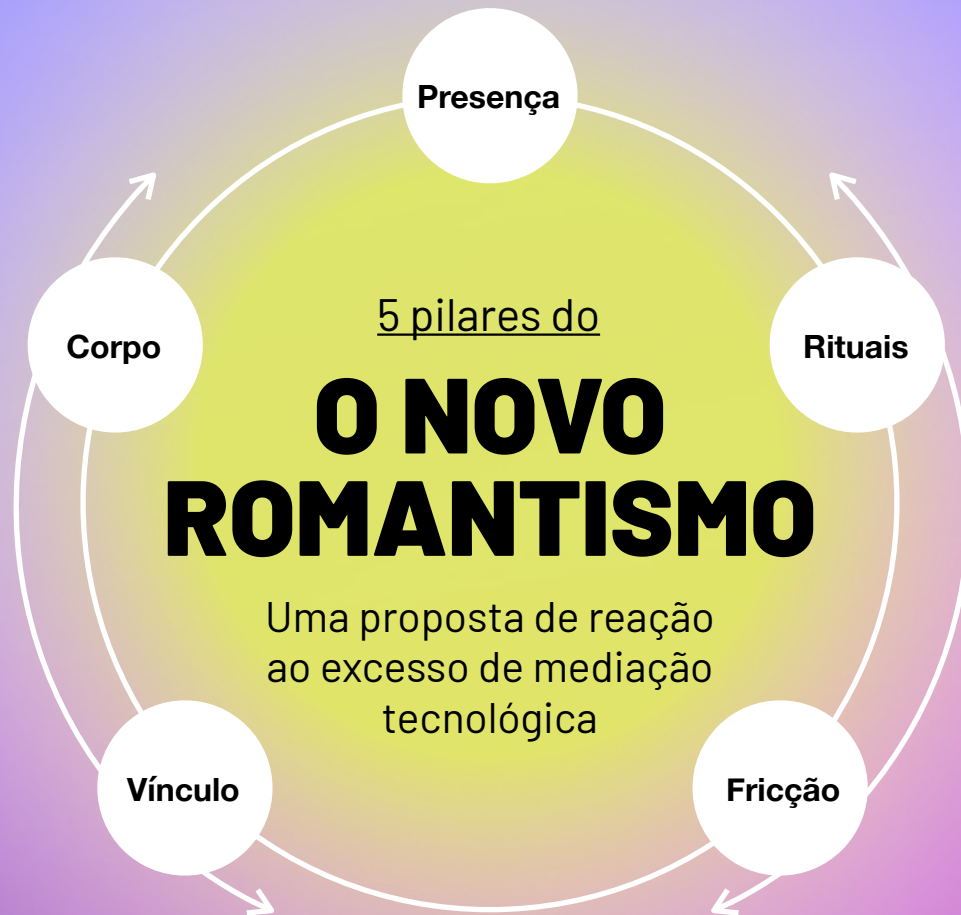 Presença
Corpo
Rituais
5 pilares do
O NOVO
ROMANTISMO
Uma proposta de reação
ao excesso de mediação
tecnológica
Vínculo
Fricção